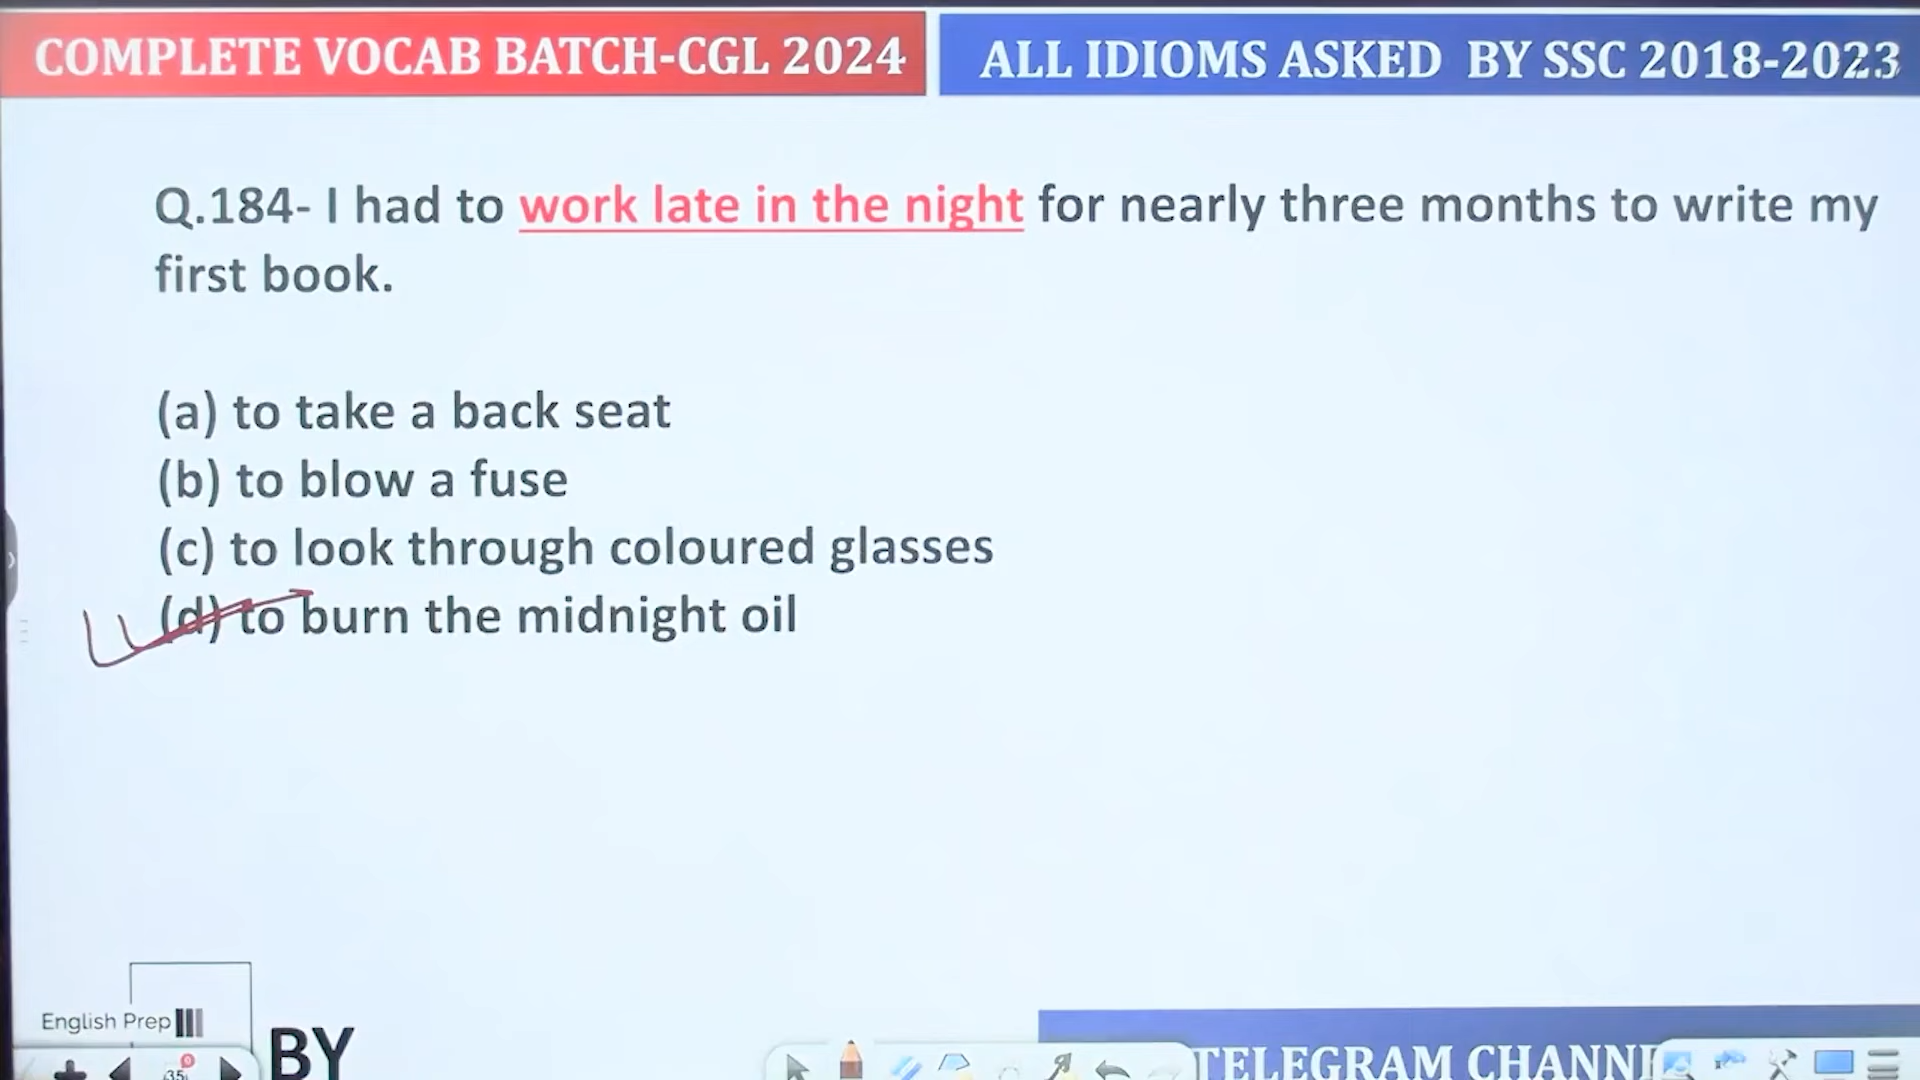 COMPLETE VOCAB BATCH-CGL 2024
ALL IDIOMS ASKED BY SSC 2018-2023
Q.184- I had to work late in the night for nearly three months to write my
first book.
(a) to take a back seat
(b) to blow a fuse
(c) to look through coloured glasses
(d) to burn the midnight oil
English Prep
BY
TELEGRAM
35
9